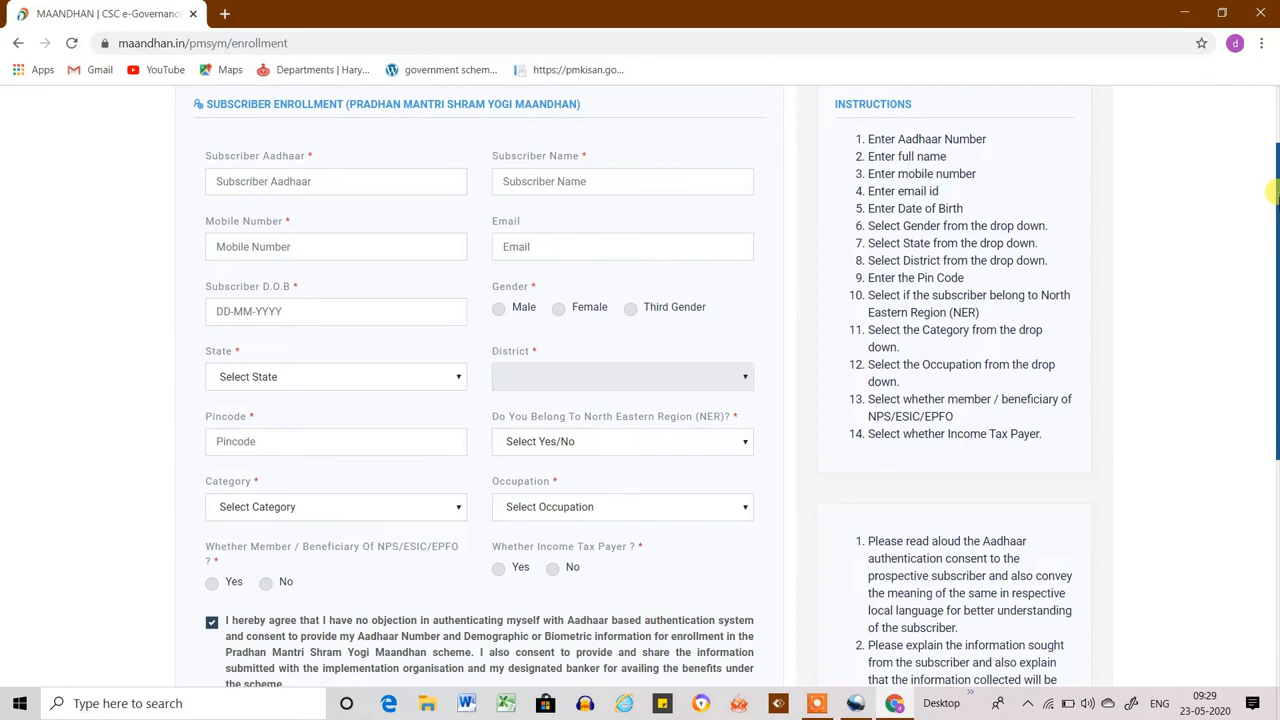 MAANDHAN | CSC e-Governance
maandhan.in/pmsym/enrollment
d
Apps
Gmail
YouTube
Maps
Departments | Hary...
government schem...
https://pmkisan.go...
SUBSCRIBER ENROLLMENT (PRADHAN MANTRI SHRAM YOGI MAANDHAN)
Subscriber Aadhaar *
Subscriber Name *
Subscriber Aadhaar
Subscriber Name
Mobile Number *
Email
Mobile Number
Email
Subscriber D.O.B *
Gender *
DD-MM-YYYY
Male
Female
Third Gender
State *
District *
Select State
Pincode *
Do You Belong To North Eastern Region (NER)? *
Pincode
Select Yes/No
Category *
Occupation *
Select Category
Select Occupation
Whether Member / Beneficiary Of NPS/ESIC/EPFO
? *
Whether Income Tax Payer ? *
Yes
No
Yes
No
I hereby agree that I have no objection in authenticating myself with Aadhaar based authentication system
and consent to provide my Aadhaar Number and Demographic or Biometric information for enrollment in the
Pradhan Mantri Shram Yogi Maandhan scheme. I also consent to provide and share the information
submitted with the implementation organisation and my designated banker for availing the benefits under
the scheme.
INSTRUCTIONS
1. Enter Aadhaar Number
2. Enter full name
3. Enter mobile number
4. Enter email id
5. Enter Date of Birth
6. Select Gender from the drop down.
7. Select State from the drop down.
8. Select District from the drop down.
9. Enter the Pin Code
10. Select if the subscriber belong to North
Eastern Region (NER)
11. Select the Category from the drop
down.
12. Select the Occupation from the drop
down.
13. Select whether member / beneficiary of
NPS/ESIC/EPFO
14. Select whether Income Tax Payer.
1. Please read aloud the Aadhaar
authentication consent to the
prospective subscriber and also convey
the meaning of the same in respective
local language for better understanding
of the subscriber.
2. Please explain the information sought
from the subscriber and also explain
that the information collected will be
Type here to search
Desktop
ENG
09:29
23-05-2020